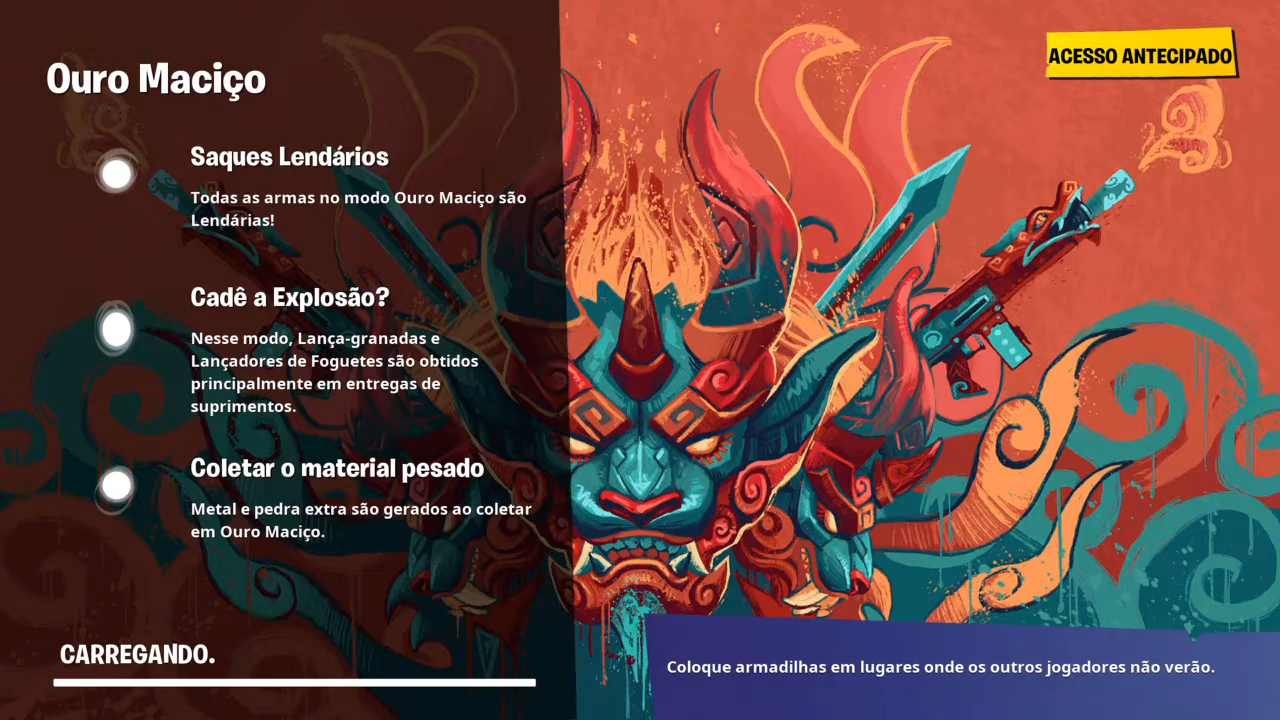 Ouro Maciço
ACESSO ANTECIPADO
Saques Lendários
Todas as armas no modo Ouro Maciço são
Lendárias!
Cadê a Explosão?
Nesse modo, Lança-granadas e
Lançadores de Foguetes são obtidos
principalmente em entregas de
suprimentos.
Coletar o material pesado
Metal e pedra extra são gerados ao coletar
em Ouro Maciço.
CARREGANDO.
Coloque armadilhas em lugares onde os outros jogadores não verão.